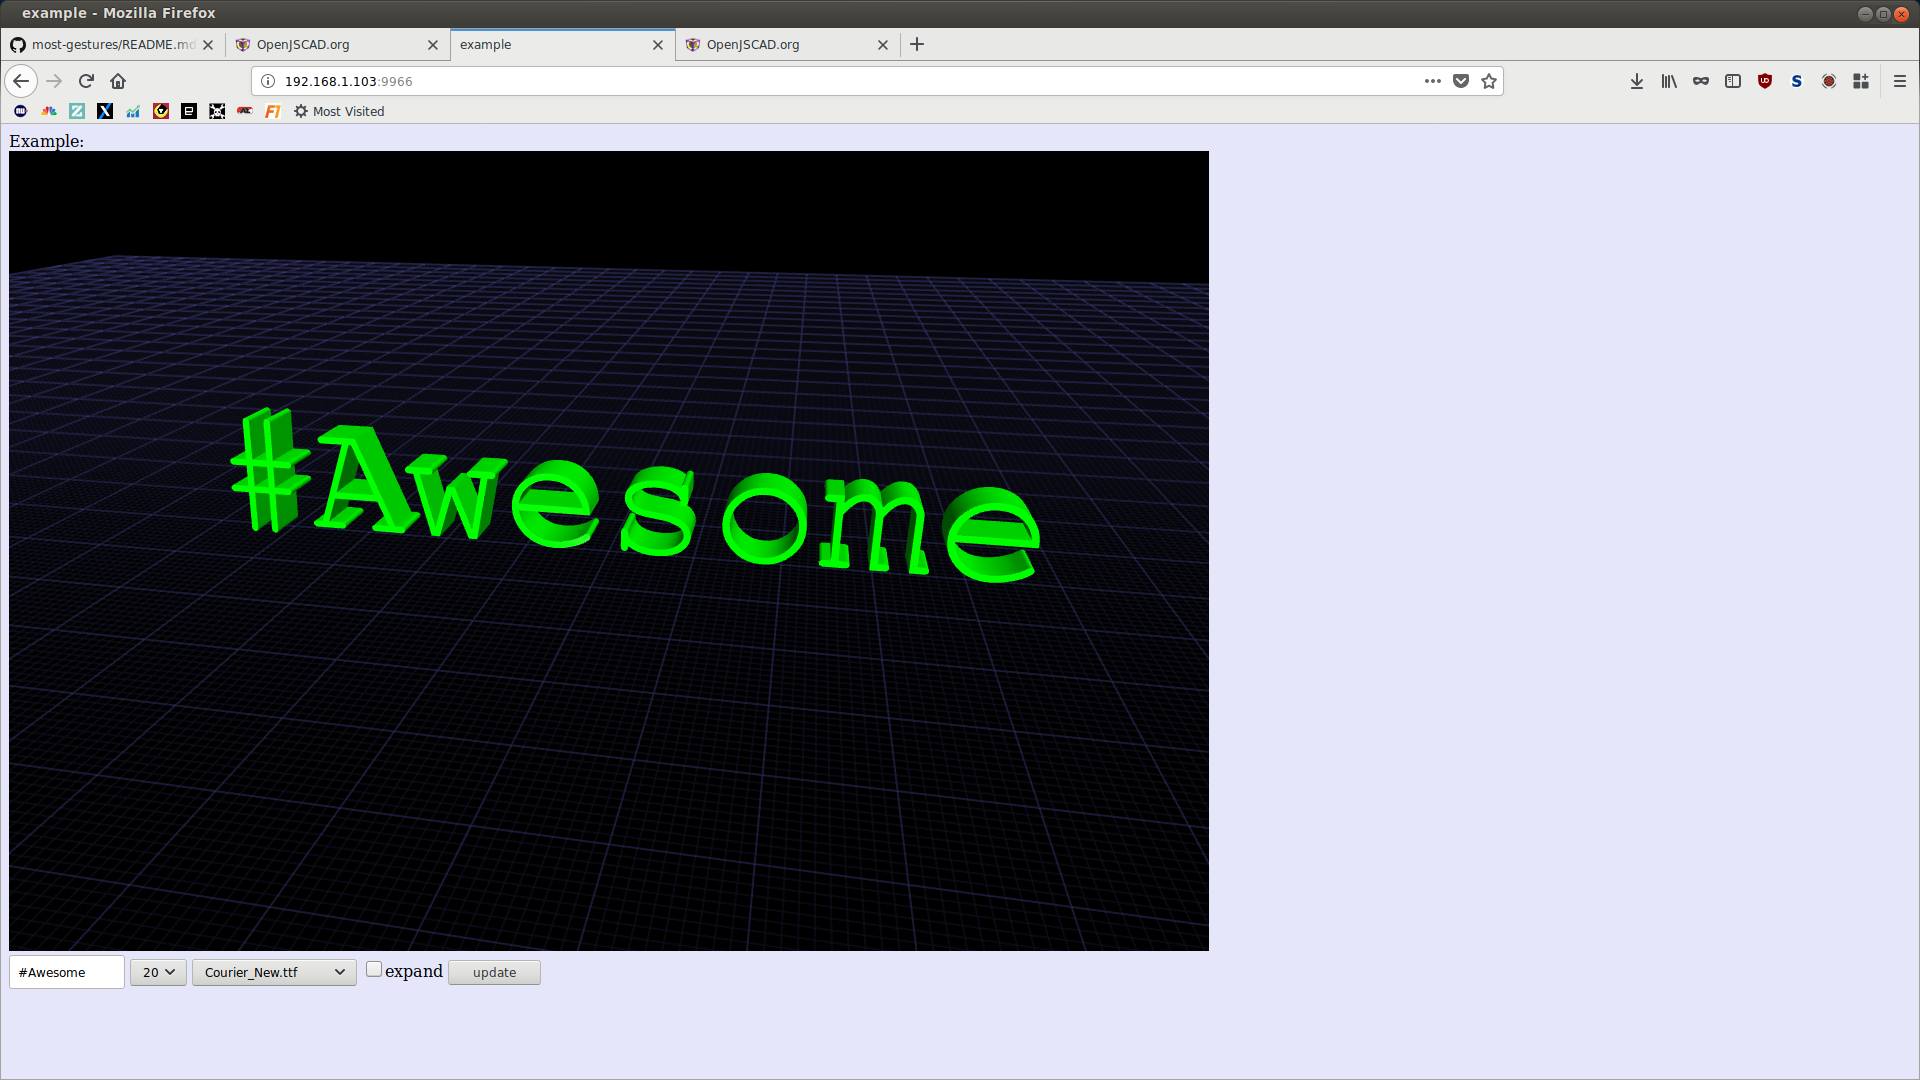 example - Mozilla Firefox
most-gestures/README.md
OpenJSCAD.org
example
OpenJSCAD.org
192.168.1.103:9966
Most Visited
Example:
#Awesome
#Awesome
20
Courier_New.ttf
expand
update